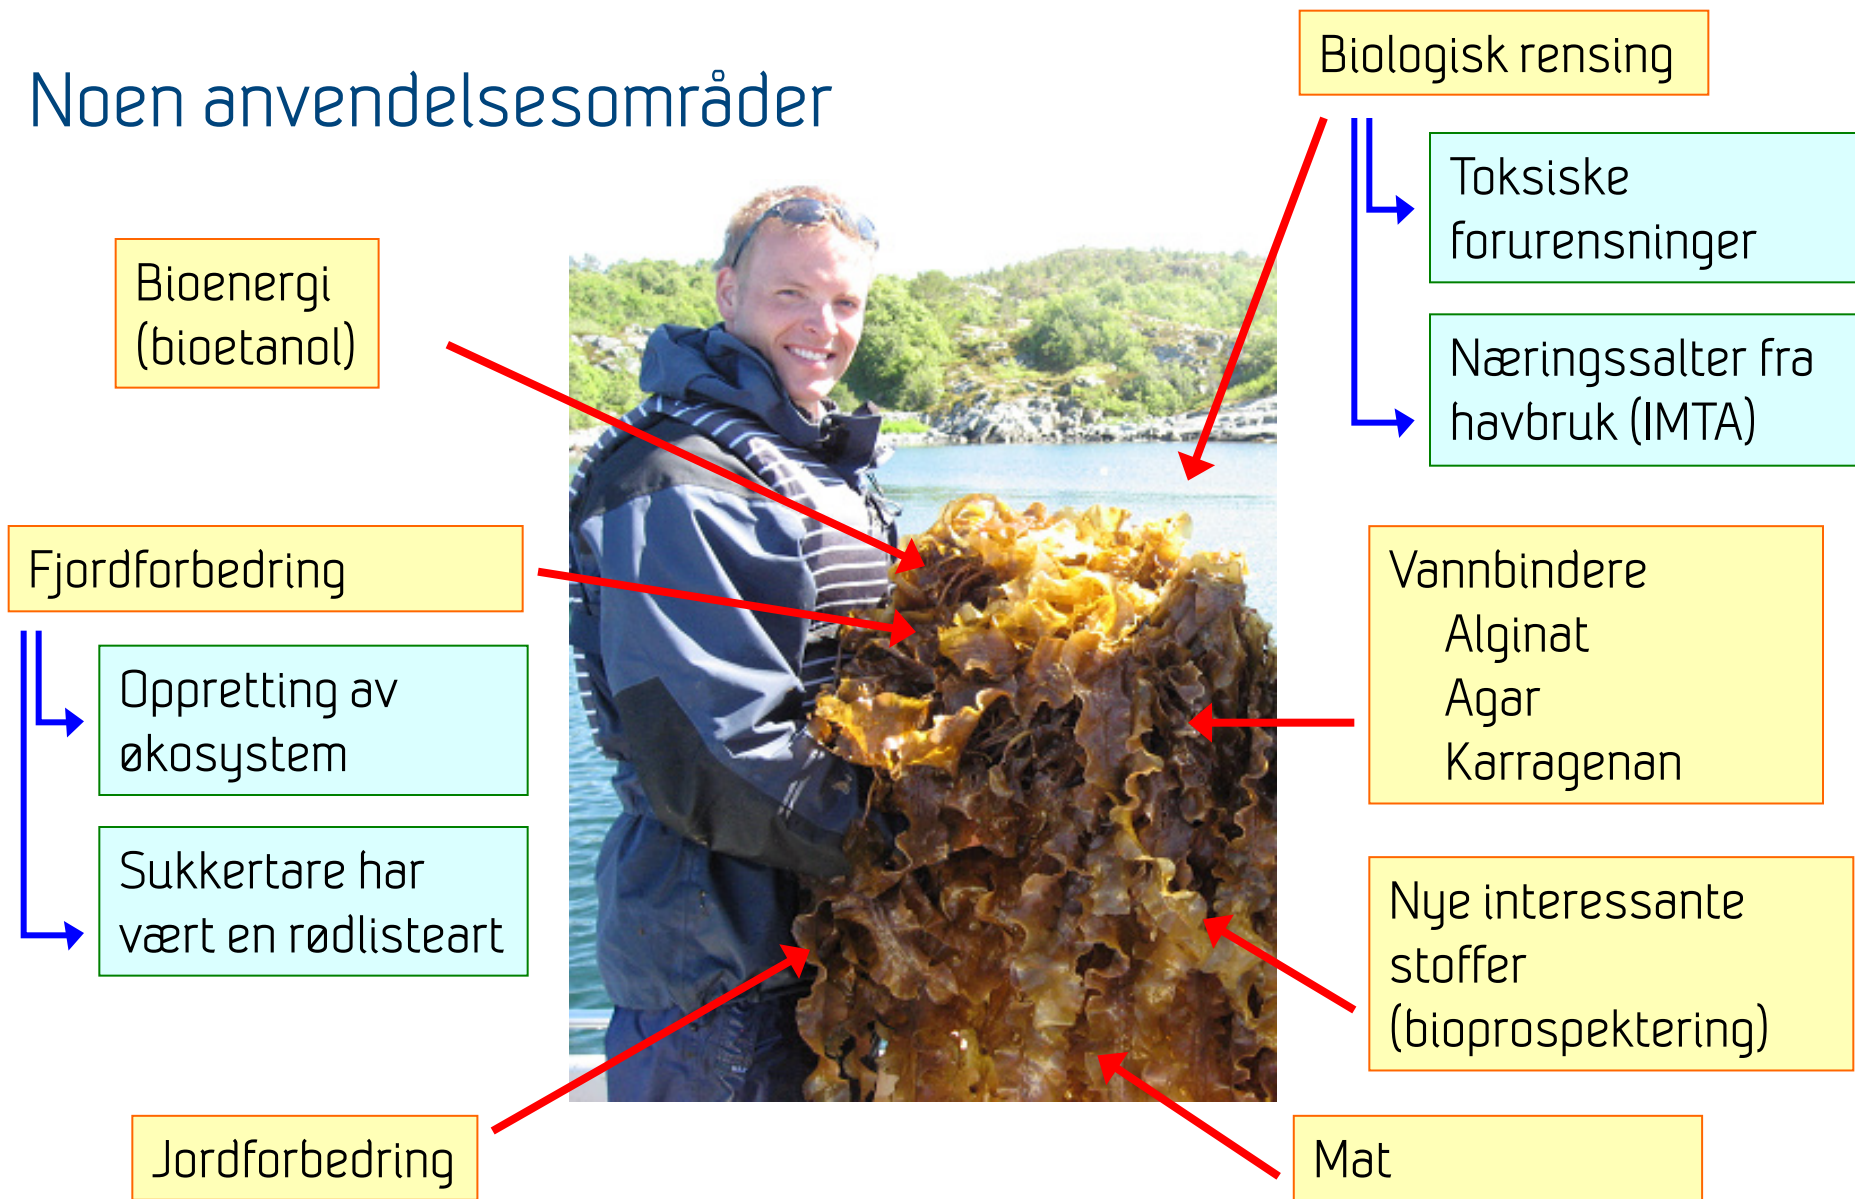 Noen anvendelsesområder
Bioenergi
(bioetanol)
Fjordforbedring
Oppretting av
økosystem
Sukkertare har
vært en rødlisteart
Jordforbedring
Biologisk rensing
Toksiske
forurensninger
Næringssalter fra
havbruk (IMTA)
Vannbindere
Alginat
Agar
Karragenan
Nye interessante
stoffer
(bioprospektering)
Mat